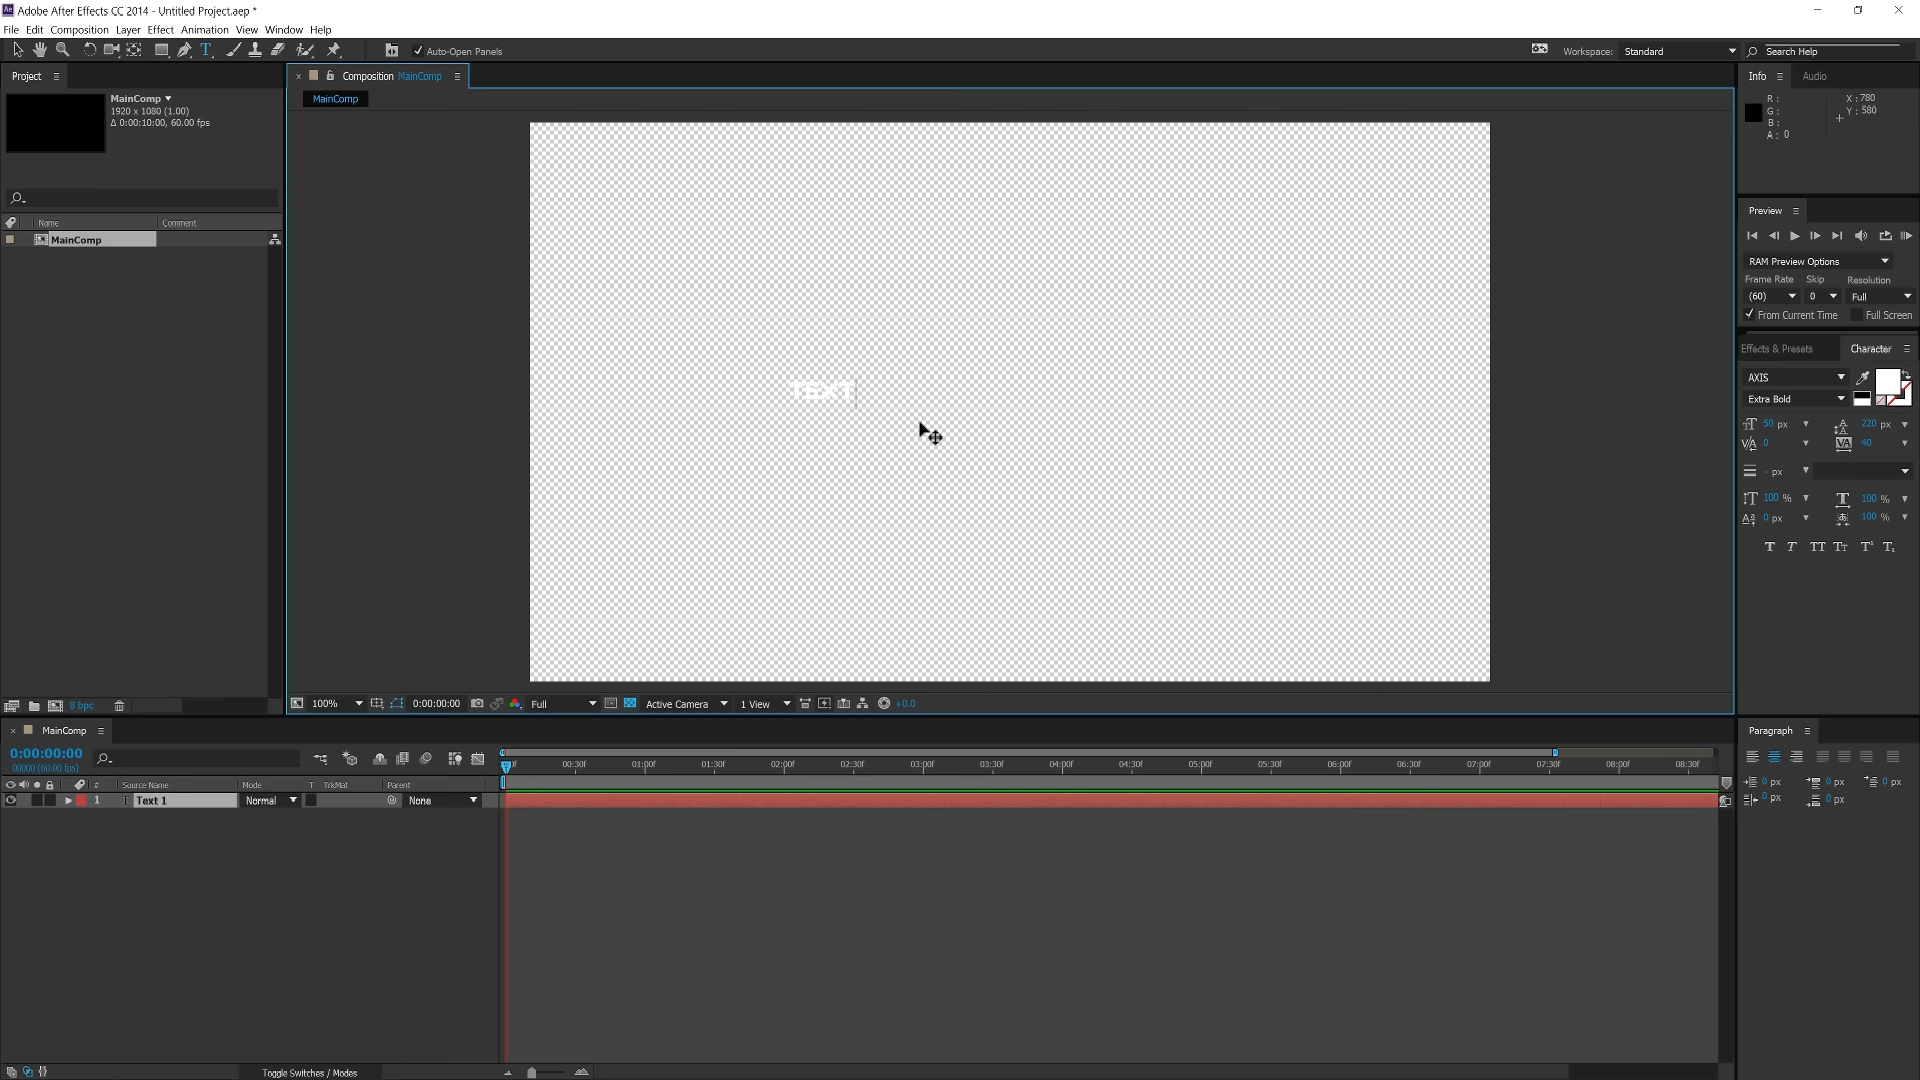 Adobe After Effects CC 2014 - Untitled Project.aep *
File Edit Composition Layer Effect Animation View Window Help
Auto-Open Panels
Workspace: Standard
Search Help
Project
MainComp
1920 x 1080 (1.00)
Δ 0:00:10:00, 60.00 fps
Name Comment
MainComp
8 bpc
Composition MainComp
MainComp
TEXT
100% 0:00:00:00 Full Active Camera 1 View +0.0
Info Audio
R :
G :
B :
A : 0
X : 780
Y : 580
Preview
RAM Preview Options
Frame Rate Skip Resolution
(60) 0 Full
From Current Time Full Screen
Effects & Presets Character
AXIS
Extra Bold
50 px 220 px
0 40
- px
100 % 100 %
0 px 100 %
MainComp
0:00:00:00
00000 (60.00 fps)
00:30f 01:00f 01:30f 02:00f 02:30f 03:00f 03:30f 04:00f 04:30f 05:00f 05:30f 06:00f 06:30f 07:00f 07:30f 08:00f 08:30f
# Source Name Mode T TrkMat Parent
1 T Text 1 Normal None
Toggle Switches / Modes
Paragraph
0 px 0 px 0 px
0 px 0 px